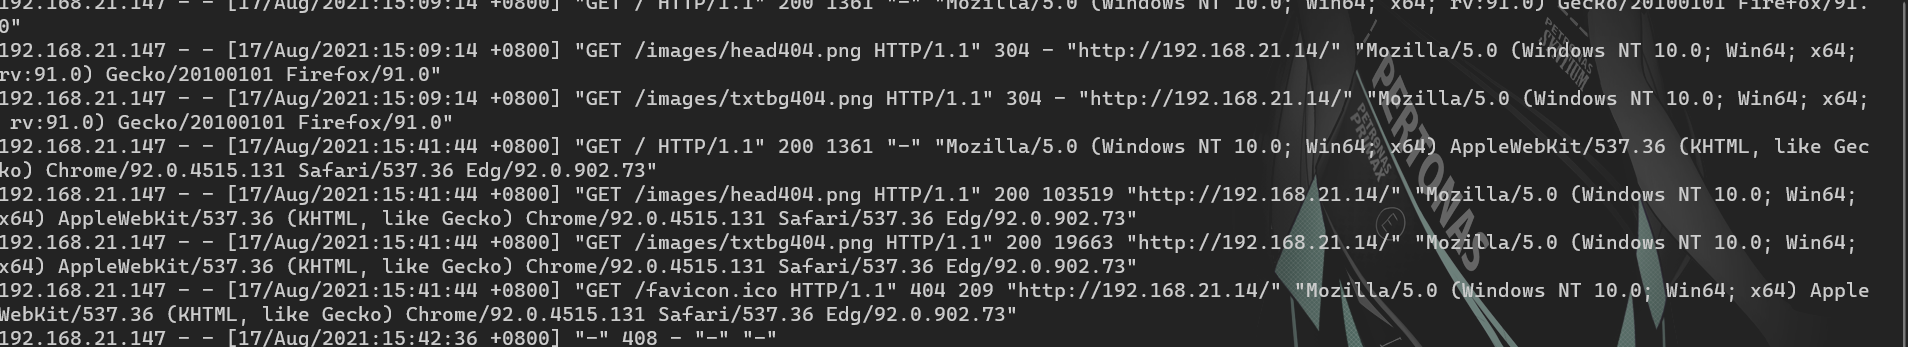 192.168.21.147 - - [17/Aug/2021:15:09:14 +0800] "GET / HTTP/1.1" 200 1361 "-" "Mozilla/5.0 (Windows NT 10.0; Win64; x64; rv:91.0) Gecko/20100101 Firefox/91.
0"
192.168.21.147 - - [17/Aug/2021:15:09:14 +0800] "GET /images/head404.png HTTP/1.1" 304 - "http://192.168.21.14/" "Mozilla/5.0 (Windows NT 10.0; Win64; x64;
rv:91.0) Gecko/20100101 Firefox/91.0"
192.168.21.147 - - [17/Aug/2021:15:09:14 +0800] "GET /images/txtbg404.png HTTP/1.1" 304 - "http://192.168.21.14/" "Mozilla/5.0 (Windows NT 10.0; Win64; x64;
rv:91.0) Gecko/20100101 Firefox/91.0"
192.168.21.147 - - [17/Aug/2021:15:41:44 +0800] "GET / HTTP/1.1" 200 1361 "-" "Mozilla/5.0 (Windows NT 10.0; Win64; x64) AppleWebKit/537.36 (KHTML, like Gec
ko) Chrome/92.0.4515.131 Safari/537.36 Edg/92.0.902.73"
192.168.21.147 - - [17/Aug/2021:15:41:44 +0800] "GET /images/head404.png HTTP/1.1" 200 103519 "http://192.168.21.14/" "Mozilla/5.0 (Windows NT 10.0; Win64;
x64) AppleWebKit/537.36 (KHTML, like Gecko) Chrome/92.0.4515.131 Safari/537.36 Edg/92.0.902.73"
192.168.21.147 - - [17/Aug/2021:15:41:44 +0800] "GET /images/txtbg404.png HTTP/1.1" 200 19663 "http://192.168.21.14/" "Mozilla/5.0 (Windows NT 10.0; Win64;
x64) AppleWebKit/537.36 (KHTML, like Gecko) Chrome/92.0.4515.131 Safari/537.36 Edg/92.0.902.73"
192.168.21.147 - - [17/Aug/2021:15:41:44 +0800] "GET /favicon.ico HTTP/1.1" 404 209 "http://192.168.21.14/" "Mozilla/5.0 (Windows NT 10.0; Win64; x64) Apple
WebKit/537.36 (KHTML, like Gecko) Chrome/92.0.4515.131 Safari/537.36 Edg/92.0.902.73"
192.168.21.147 - - [17/Aug/2021:15:42:36 +0800] "-" 408 - "-" "-"
PERTONAS